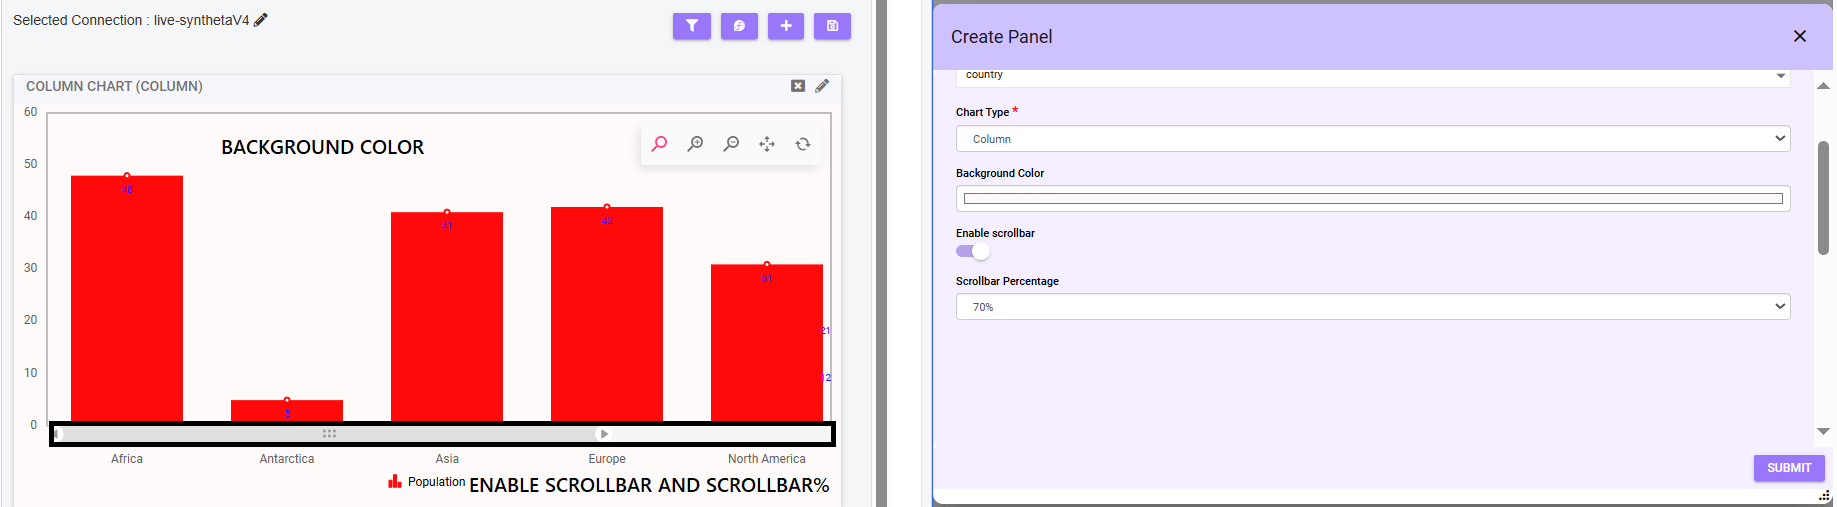 Selected Connection : live-synthetaV4
COLUMN CHART (COLUMN)
60
50
40
30
20
10
0
BACKGROUND COLOR
48
5
41
42
31
21
12
Africa
Antarctica
Asia
Europe
North America
Population
ENABLE SCROLLBAR AND SCROLLBAR%
Create Panel
country
Chart Type *
Column
Background Color
Enable scrollbar
Scrollbar Percentage
70%
SUBMIT